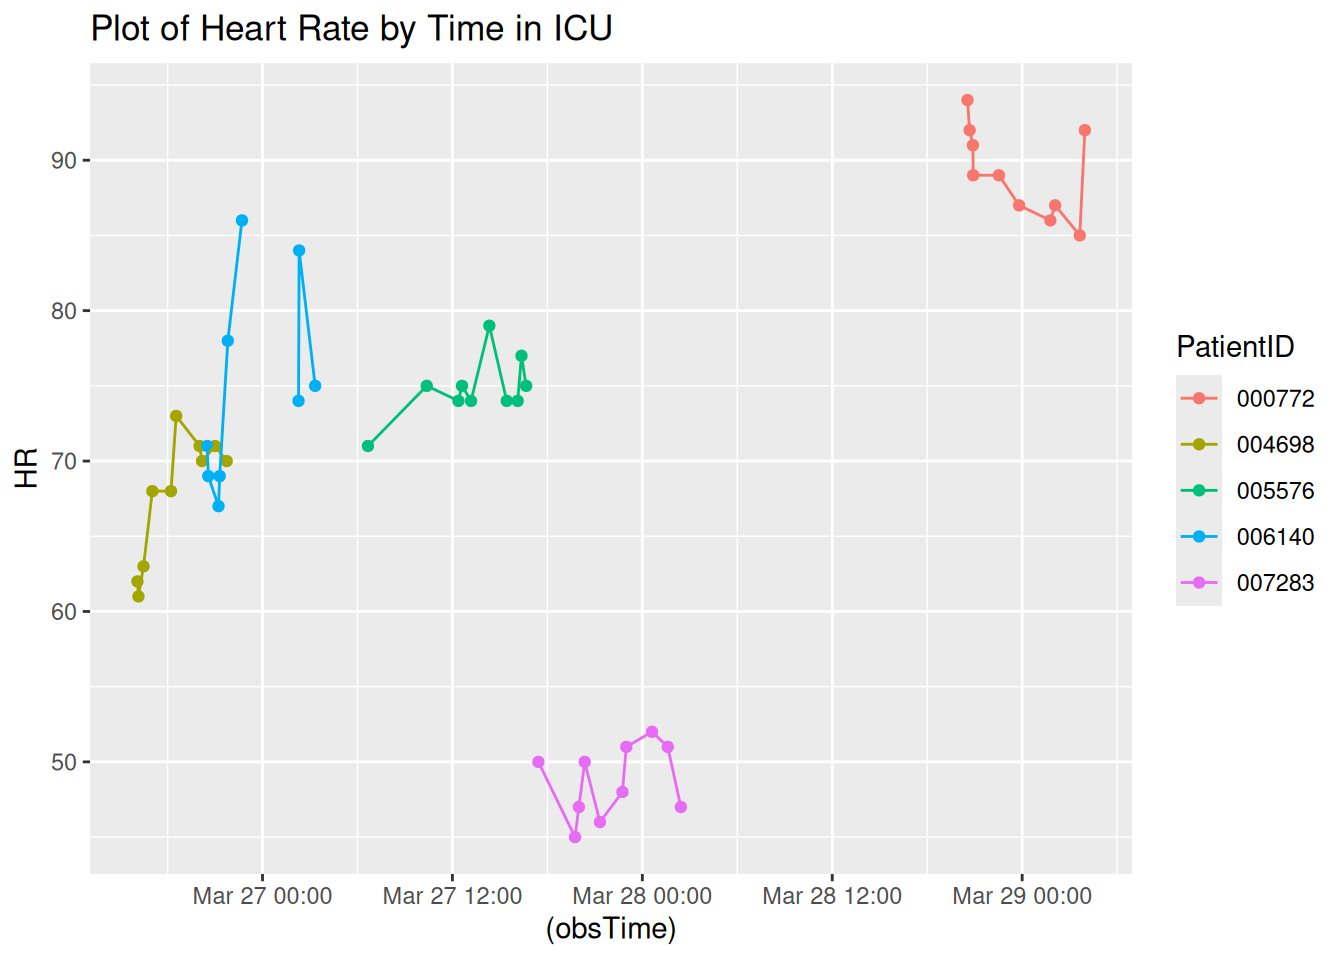 Plot of Heart Rate by Time in ICU
90
80
70
60
50
HR
Mar 27 00:00 Mar 27 12:00 Mar 28 00:00 Mar 28 12:00 Mar 29 00:00
(obsTime)
PatientID
000772
004698
005576
006140
007283